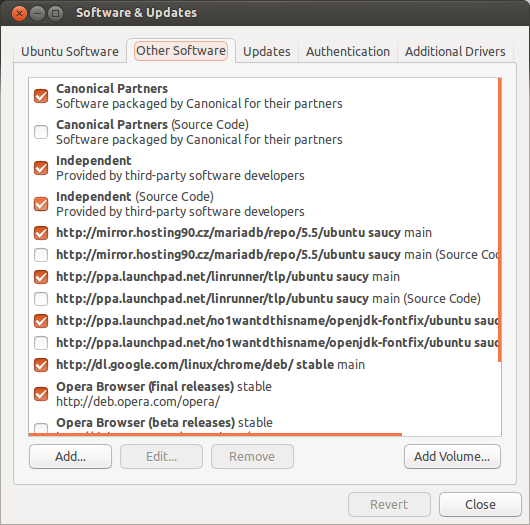 Software & Updates
Ubuntu Software
Other Software
Updates
Authentication
Additional Drivers
Canonical Partners
Software packaged by Canonical for their partners
Canonical Partners (Source Code)
Software packaged by Canonical for their partners
Independent
Provided by third-party software developers
Independent (Source Code)
Provided by third-party software developers
http://mirror.hosting90.cz/mariadb/repo/5.5/ubuntu saucy main
http://mirror.hosting90.cz/mariadb/repo/5.5/ubuntu saucy main (Source Cod
http://ppa.launchpad.net/linrunner/tlp/ubuntu saucy main
http://ppa.launchpad.net/linrunner/tlp/ubuntu saucy main (Source Code)
http://ppa.launchpad.net/no1wantdthisname/openjdk-fontfix/ubuntu sauc
http://ppa.launchpad.net/no1wantdthisname/openjdk-fontfix/ubuntu sauc
http://dl.google.com/linux/chrome/deb/ stable main
Opera Browser (final releases) stable
http://deb.opera.com/opera/
Opera Browser (beta releases) stable
Add...
Edit...
Remove
Add Volume...
Revert
Close